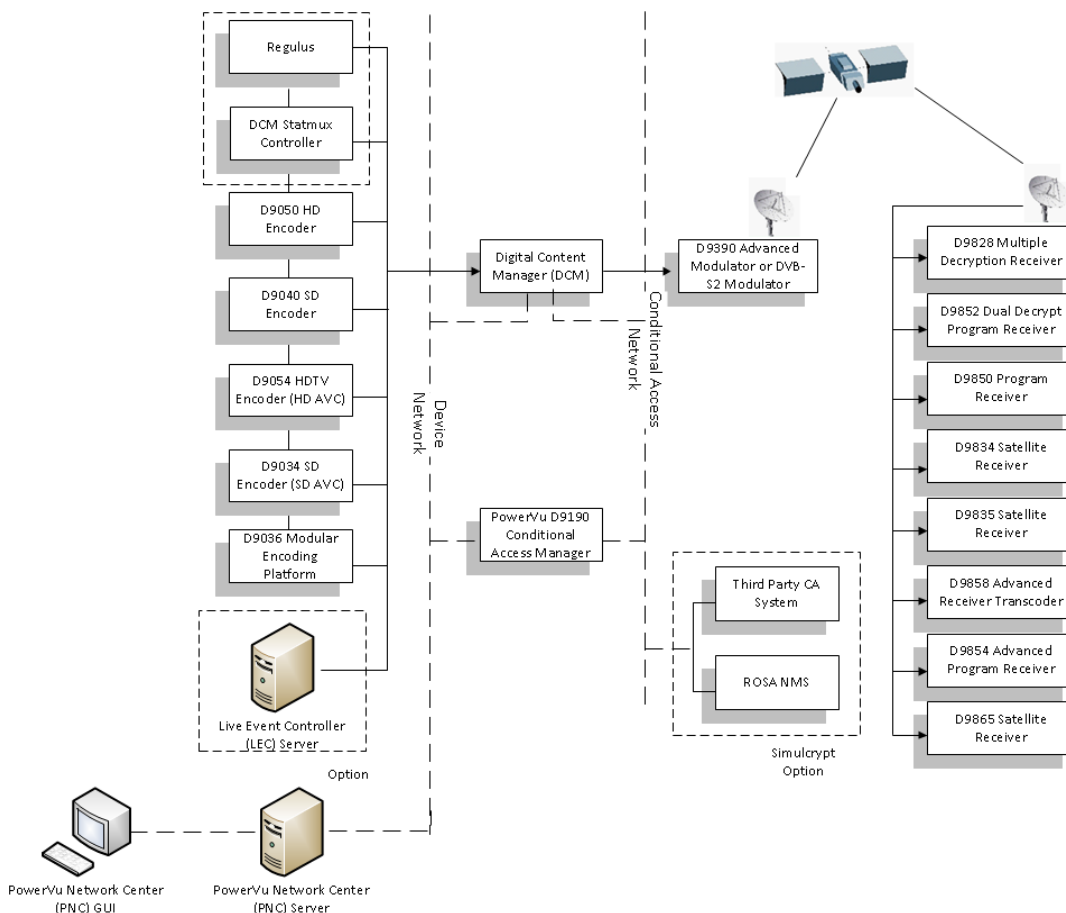 Regulus
DCM Statmux
Controller
D9050 HD
Encoder
D9040 SD
Encoder
D9054 HDTV
Encoder (HD AVC)
D9034 SD
Encoder (SD AVC)
D9036 Modular
Encoding
Platform
Live Event Controller
(LEC) Server
Option
PowerVu Network Center
(PNC) GUI
PowerVu Network Center
(PNC) Server
Device
Network
Digital Content
Manager (DCM)
PowerVu D9190
Conditional
Access Manager
Conditional Access
Network
D9390 Advanced
Modulator or DVB-
S2 Modulator
Third Party CA
System
ROSA NMS
Simulcrypt
Option
D9828 Multiple
Decryption Receiver
D9852 Dual Decrypt
Program Receiver
D9850 Program
Receiver
D9834 Satellite
Receiver
D9835 Satellite
Receiver
D9858 Advanced
Receiver Transcoder
D9854 Advanced
Program Receiver
D9865 Satellite
Receiver